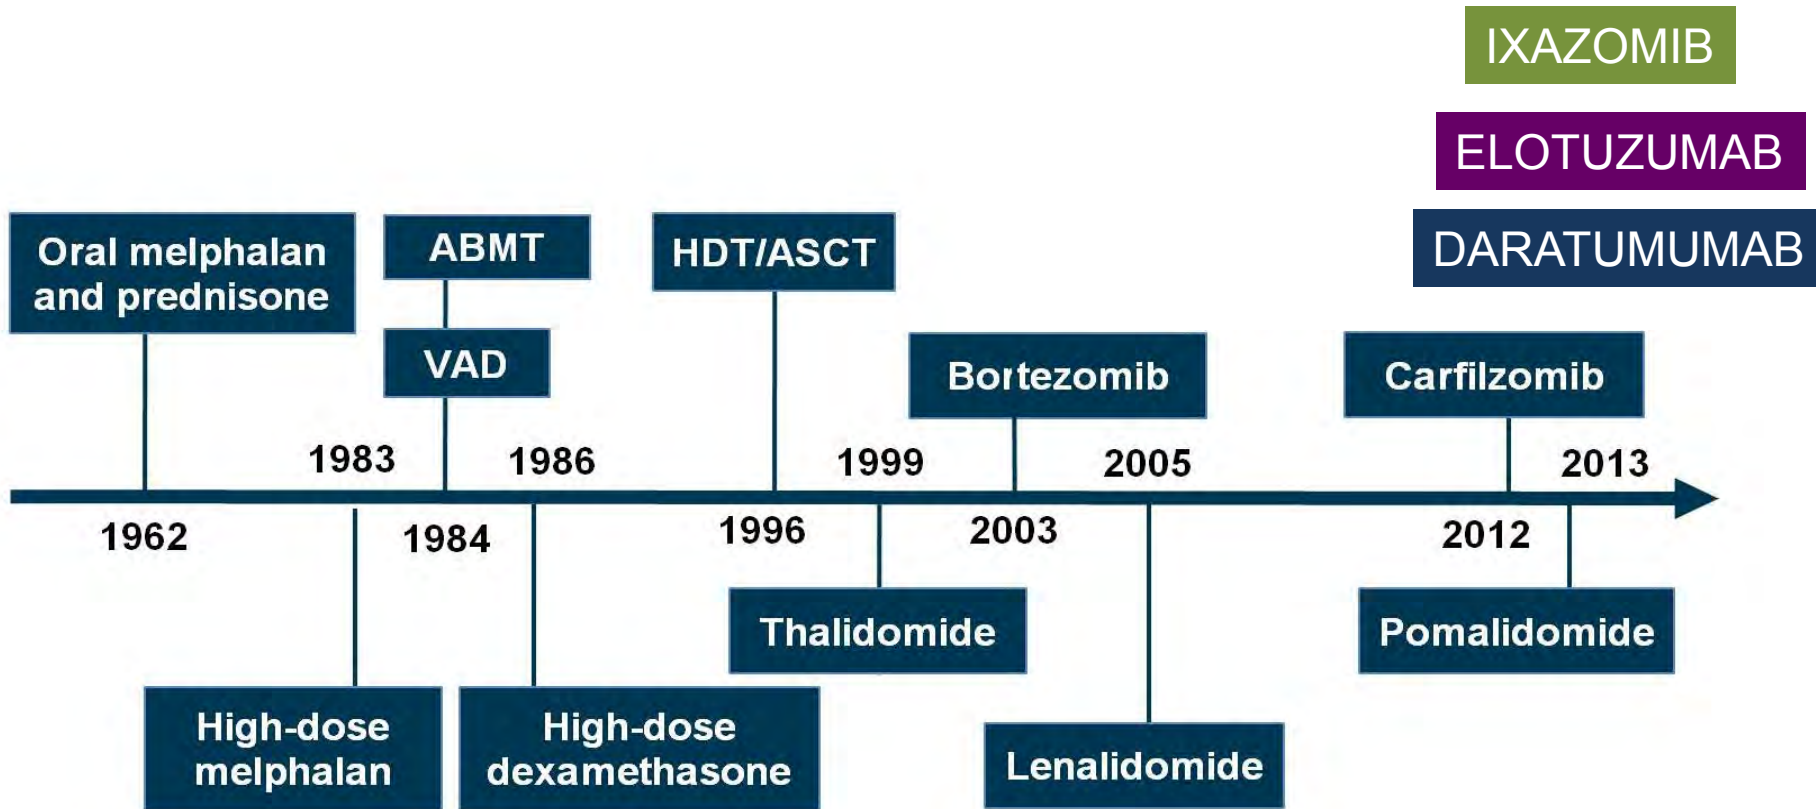 IXAZOMIB
ELOTUZUMAB
DARATUMUMAB
Oral melphalan
and prednisone
ABMT
HDT/ASCT
VAD
Bortezomib
Carfilzomib
1983
1986
1999
2005
2013
1962
1984
1996
2003
2012
Thalidomide
Pomalidomide
High-dose
melphalan
High-dose
dexamethasone
Lenalidomide